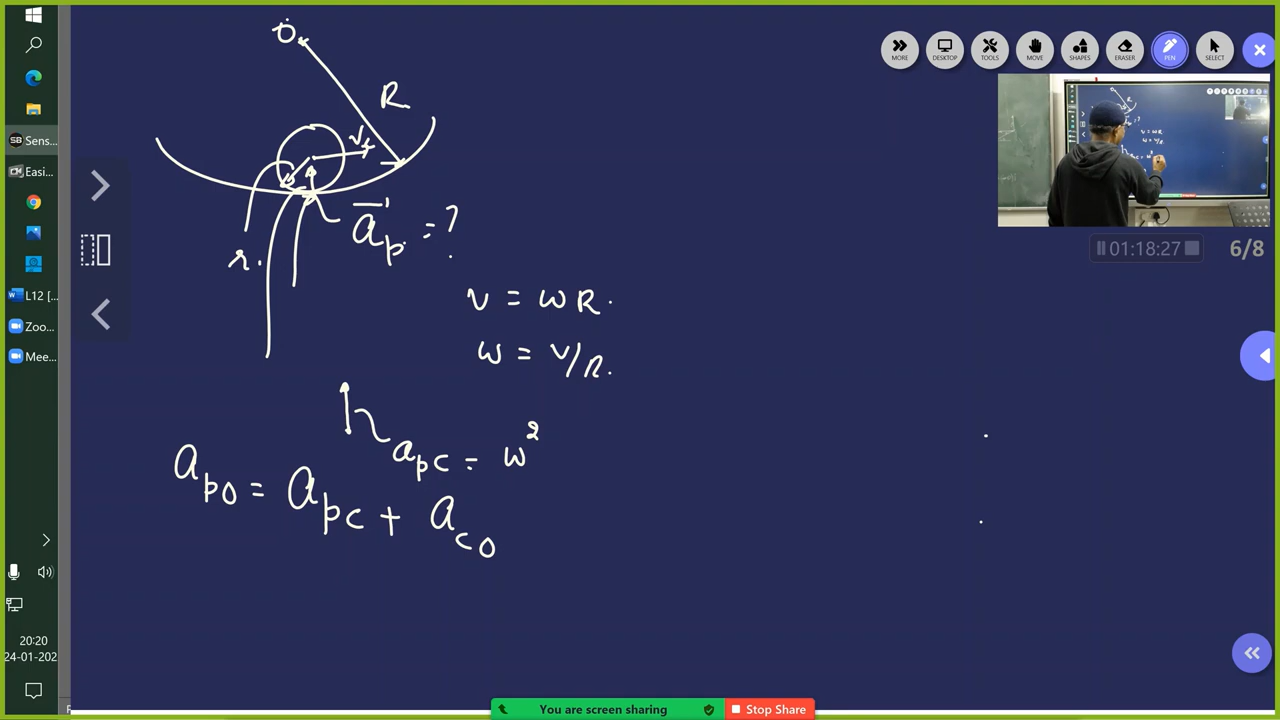 O
R
v
a⃗p = ?
r.
v = ωR.
ω = v/R.
apc = ω²
apo = apc + aco
MORE
DESKTOP
TOOLS
MOVE
SHAPES
ERASER
PEN
SELECT
01:18:27
6/8
Sens...
Easi...
L12 [...
Zoo...
Mee...
20:20
24-01-202
You are screen sharing
Stop Share